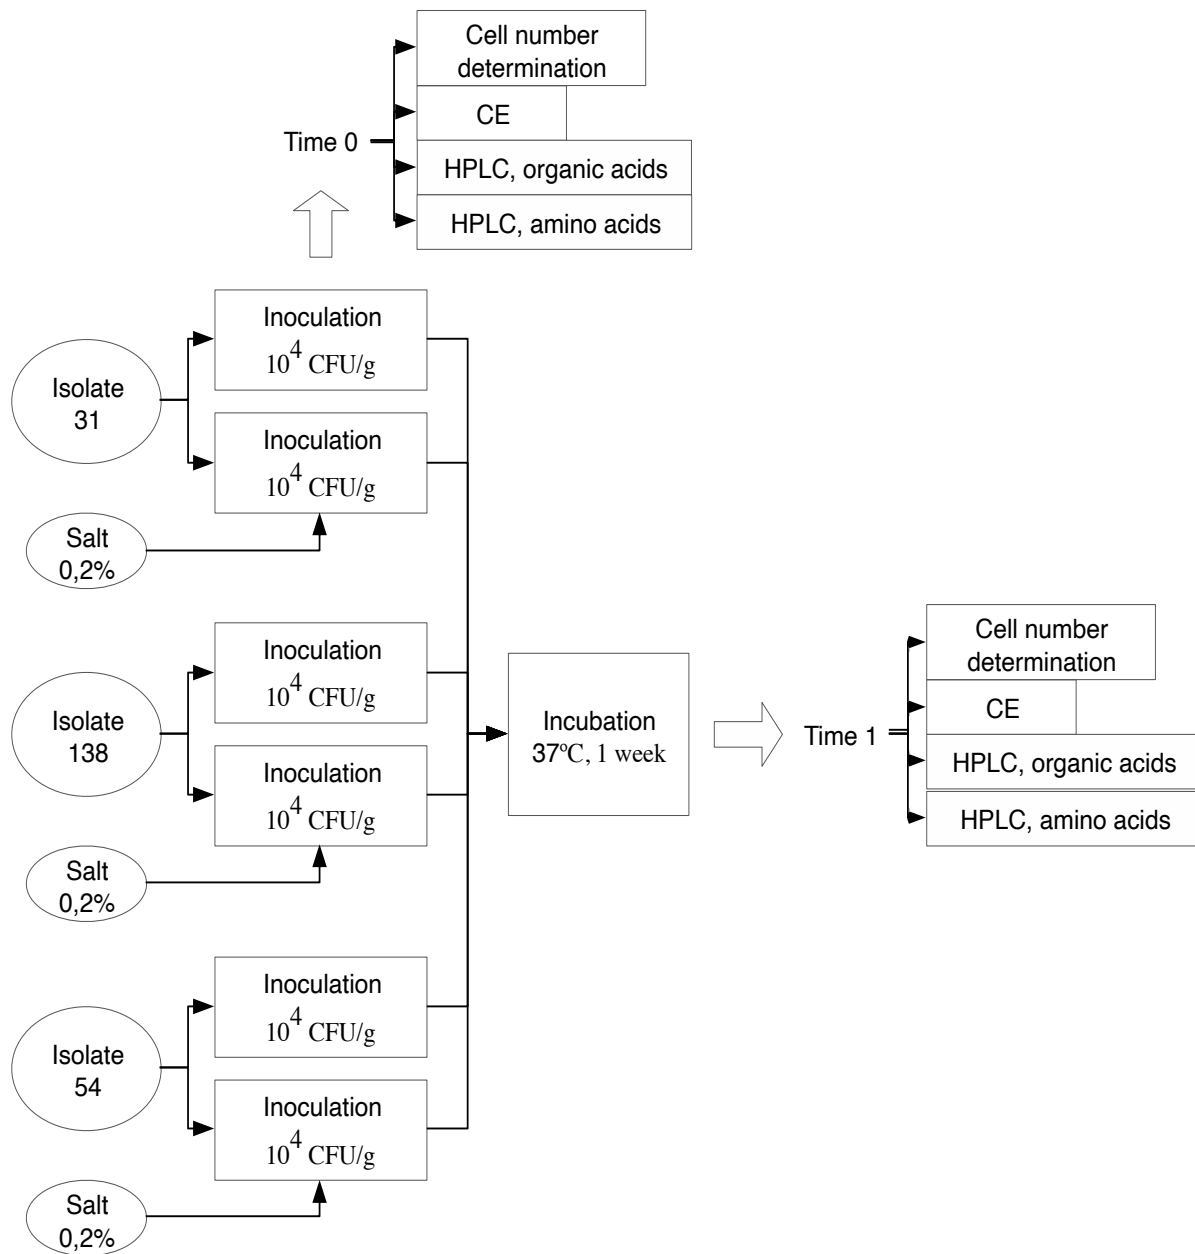 Cell number
determination
CE
Time 0
HPLC, organic acids
HPLC, amino acids
Inoculation
10^4 CFU/g
Isolate
31
Inoculation
10^4 CFU/g
Salt
0,2%
Inoculation
10^4 CFU/g
Isolate
138
Inoculation
10^4 CFU/g
Salt
0,2%
Incubation
37ºC, 1 week
Time 1
Cell number
determination
CE
HPLC, organic acids
HPLC, amino acids
Inoculation
10^4 CFU/g
Isolate
54
Inoculation
10^4 CFU/g
Salt
0,2%